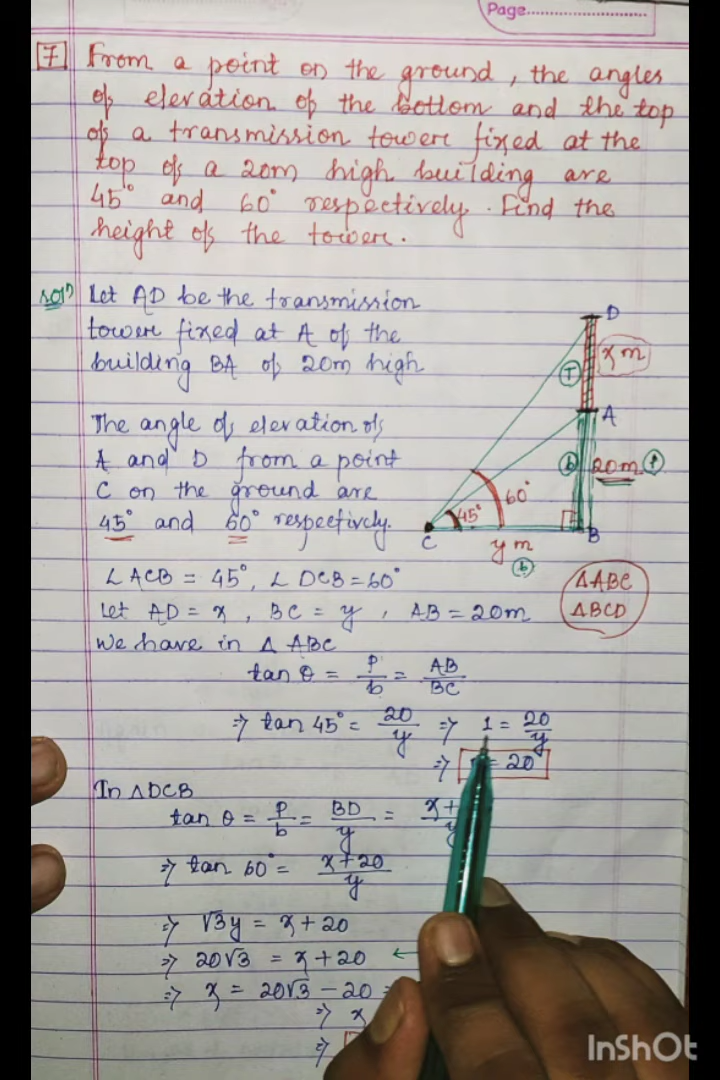 Page
7 From a point on the ground, the angles
of elevation of the bottom and the top
of a transmission tower fixed at the
top of a 20m high building are
45° and 60° respectively. Find the
height of the tower.
Solⁿ Let AD be the transmission
tower fixed at A of the
building BA of 20m high
The angle of elevation of
A and D from a point
C on the ground are
45° and 60° respectively.
D
x m
T
A
b 20m P
60°
45°
C B
y m
b
∠ACB = 45°, ∠DCB = 60°
Let AD = x, BC = y, AB = 20m
△ABC
△BCD
We have in △ ABC
tan θ = P/b = AB/BC
⇒ tan 45° = 20/y ⇒ 1 = 20/y
⇒ = 20
In △DCB
tan θ = P/b = BD/y = x+
⇒ tan 60° = x+20/y
⇒ √3y = x+20
⇒ 20√3 = x+20 ←
⇒ x = 20√3 - 20 =
⇒ x
⇒
InShOt